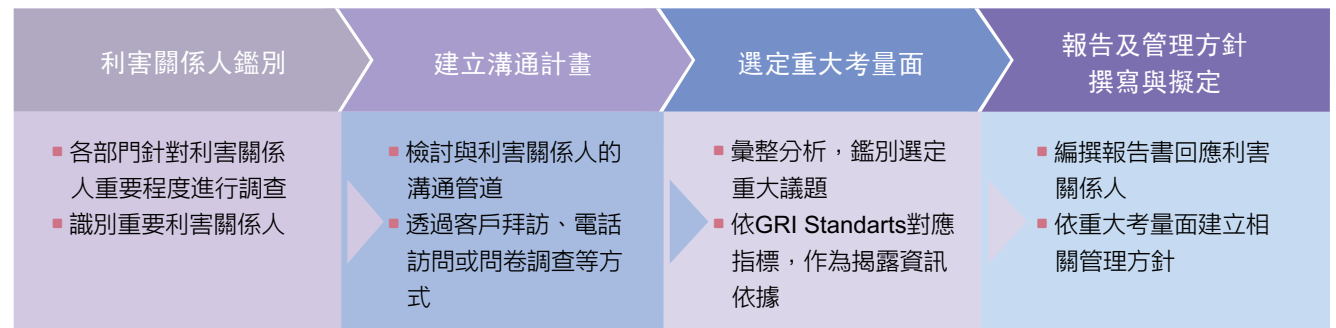 利害關係人鑑別
建立溝通計畫
選定重大考量面
報告及管理方針
撰寫與擬定
▪各部門針對利害關係
人重要程度進行調查
▪識別重要利害關係人
▪檢討與利害關係人的
溝通管道
▪透過客戶拜訪、電話
訪問或問卷調查等方
式
▪彙整分析，鑑別選定
重大議題
▪依GRI Standarts對應
指標，作為揭露資訊
依據
▪編撰報告書回應利害
關係人
▪依重大考量面建立相
關管理方針